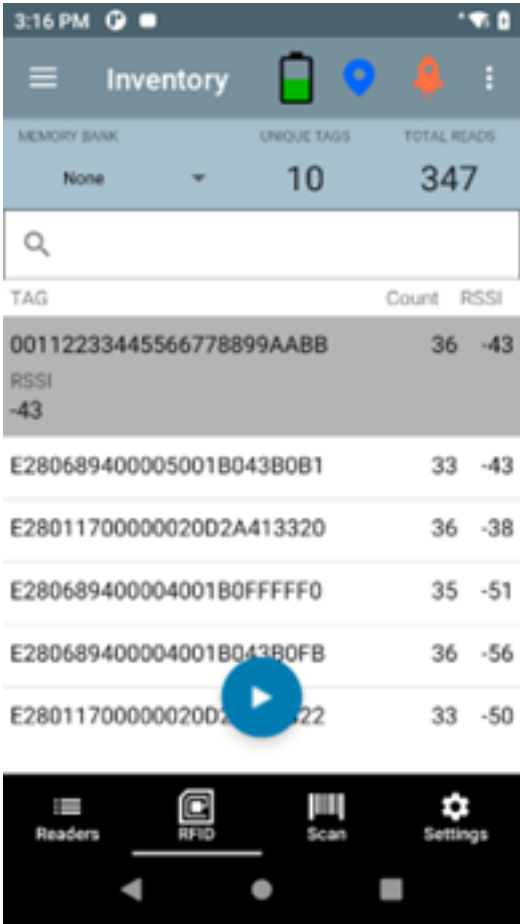 3:16 PM
Inventory
MEMORY BANK UNIQUE TAGS TOTAL READS
None 10 347
TAG Count RSSI
00112233445566778899AABB 36 -43
RSSI
-43
E280689400005001B043B0B1 33 -43
E28011700000020D2A413320 36 -38
E280689400004001B0FFFFF0 35 -51
E280689400004001B043B0FB 36 -56
33 -50
Readers RFID Scan Settings